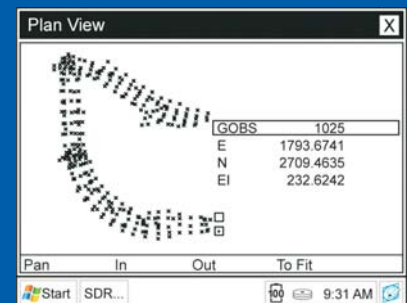 Plan View X
GOBS 1025
E 1793.6741
N 2709.4635
El 232.6242
Pan In Out To Fit
Start SDR... 100 9:31 AM